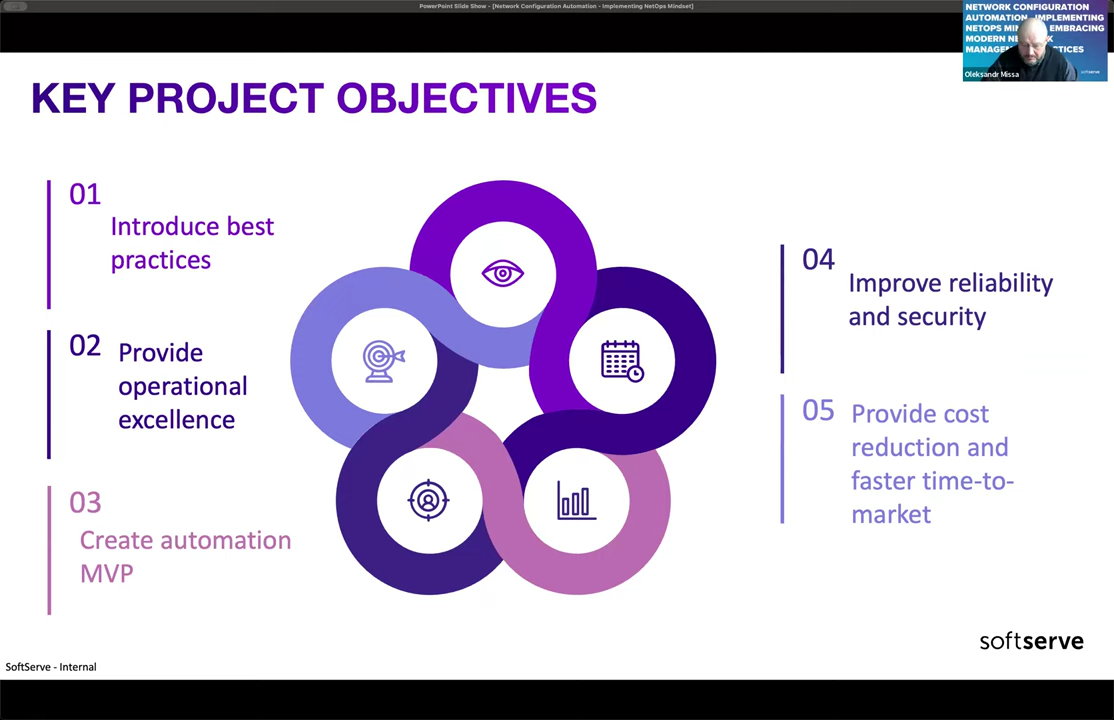 PowerPoint Slide Show - [Network Configuration Automation - Implementing NetOps Mindset]
NETWORK CONFIGURATION
AUTOMATION IMPLEMENTING
NETOPS EMBRACING
MODERN
Oleksandr Missa
softserve
KEY PROJECT OBJECTIVES
01
Introduce best
practices
02
Provide
operational
excellence
03
Create automation
MVP
04
Improve reliability
and security
05
Provide cost
reduction and
faster time-to-
market
softserve
SoftServe - Internal